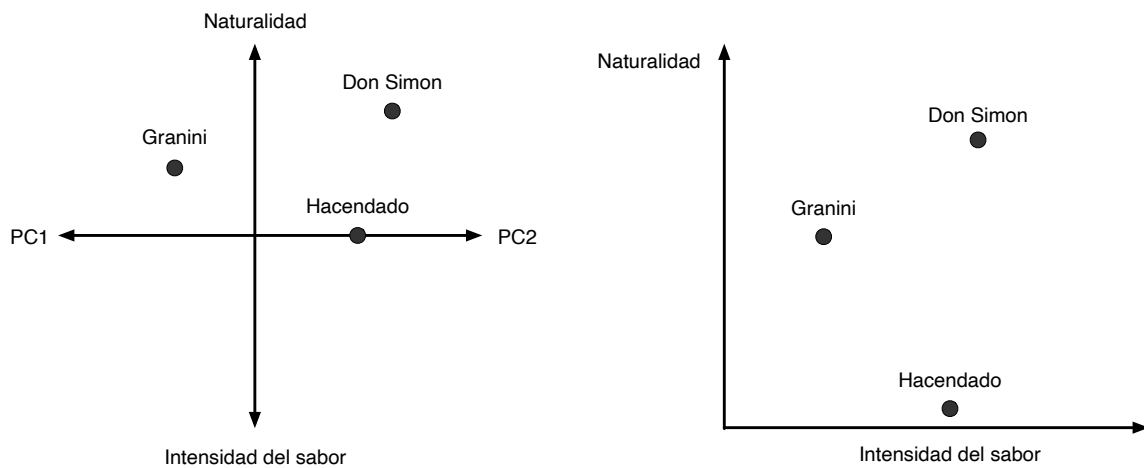 Naturalidad
Don Simon
Granini
Hacendado
PC1
PC2
Intensidad del sabor
Naturalidad
Don Simon
Granini
Hacendado
Intensidad del sabor